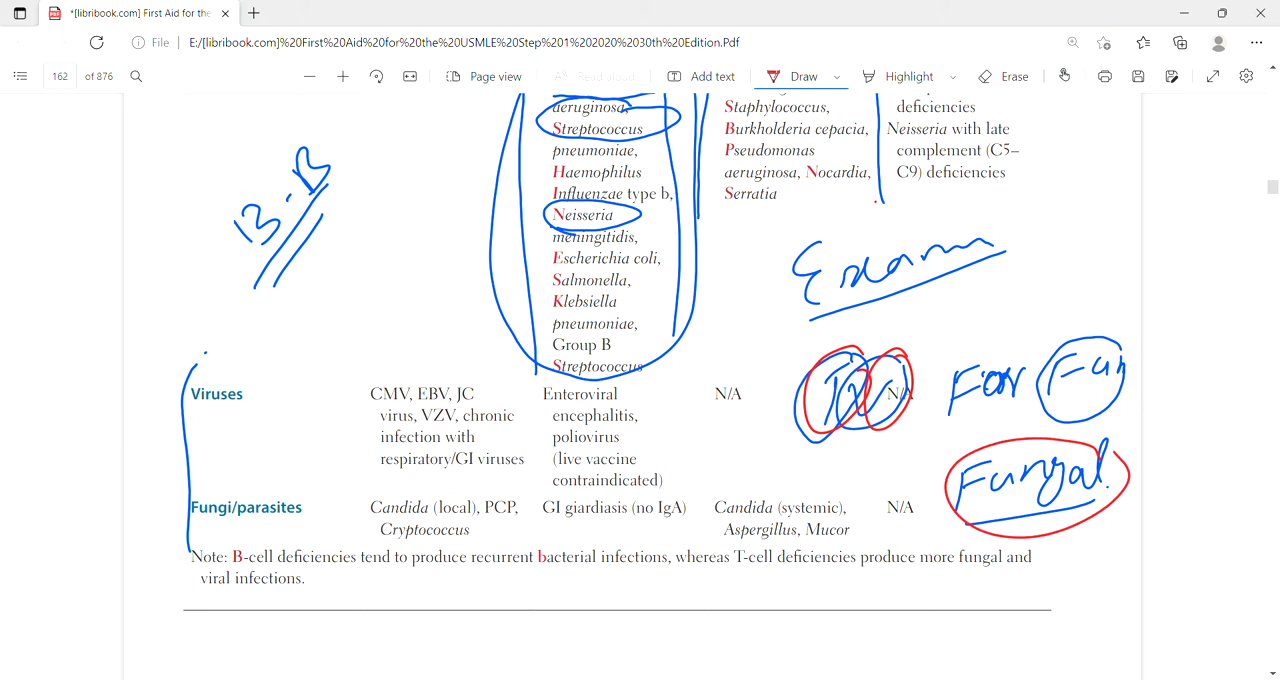 *[libribook.com] First Aid for the
File E:/[libribook.com]%20First%20Aid%20for%20the%20USMLE%20Step%201%202020%2030th%20Edition.Pdf
162 of 876 Page view Read aloud Add text Draw Highlight Erase
aeruginosa,
Streptococcus
pneumoniae,
Haemophilus
Influenzae type b,
Neisseria
meningitidis,
Escherichia coli,
Salmonella,
Klebsiella
pneumoniae,
Group B
Streptococcus
Staphylococcus,
Burkholderia cepacia,
Pseudomonas
aeruginosa, Nocardia,
Serratia
deficiencies
Neisseria with late
complement (C5–
C9) deficiencies
B. B
Exam
Viruses
CMV, EBV, JC
virus, VZV, chronic
infection with
respiratory/GI viruses
Enteroviral
encephalitis,
poliovirus
(live vaccine
contraindicated)
N/A
N/A
For Fun
Fungal
Fungi/parasites
Candida (local), PCP,
Cryptococcus
GI giardiasis (no IgA)
Candida (systemic),
Aspergillus, Mucor
N/A
Note: B-cell deficiencies tend to produce recurrent bacterial infections, whereas T-cell deficiencies produce more fungal and
viral infections.